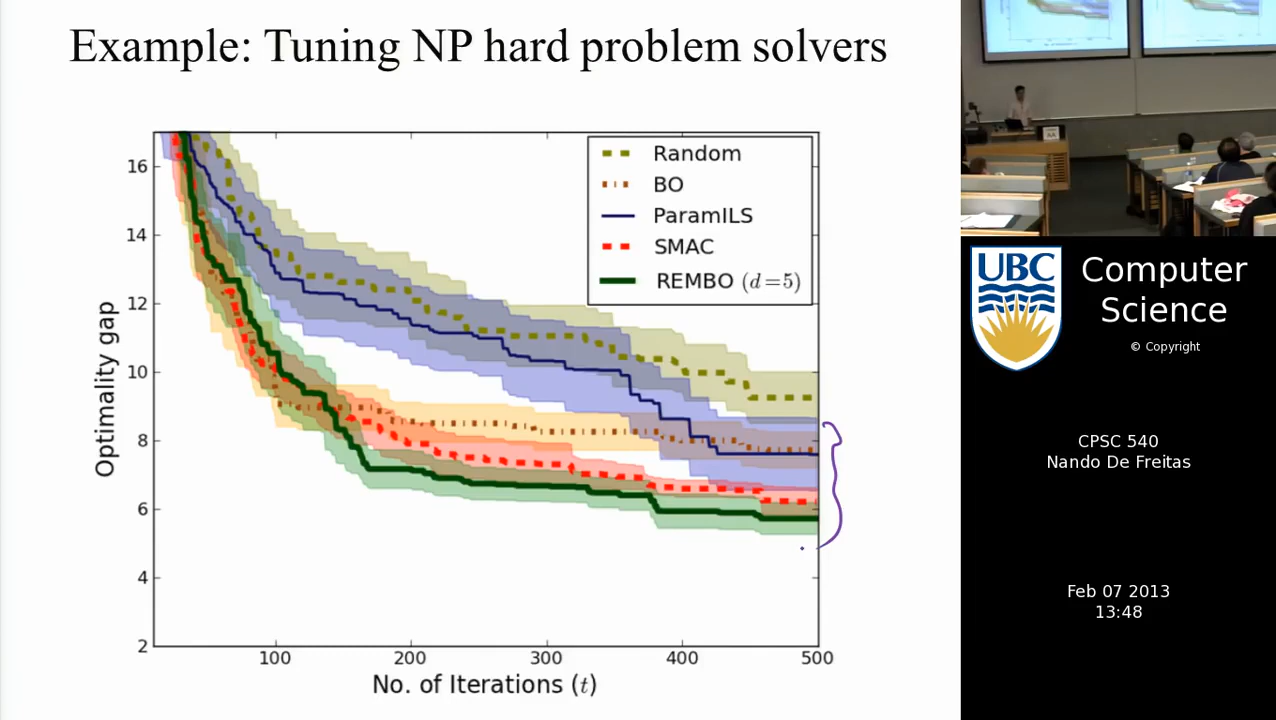 Example: Tuning NP hard problem solvers
Random
BO
ParamILS
SMAC
REMBO (d=5)
Optimality gap
16
14
12
10
8
6
4
2
100
200
300
400
500
No. of Iterations (t)
UBC
Computer
Science
© Copyright
CPSC 540
Nando De Freitas
Feb 07 2013
13:48